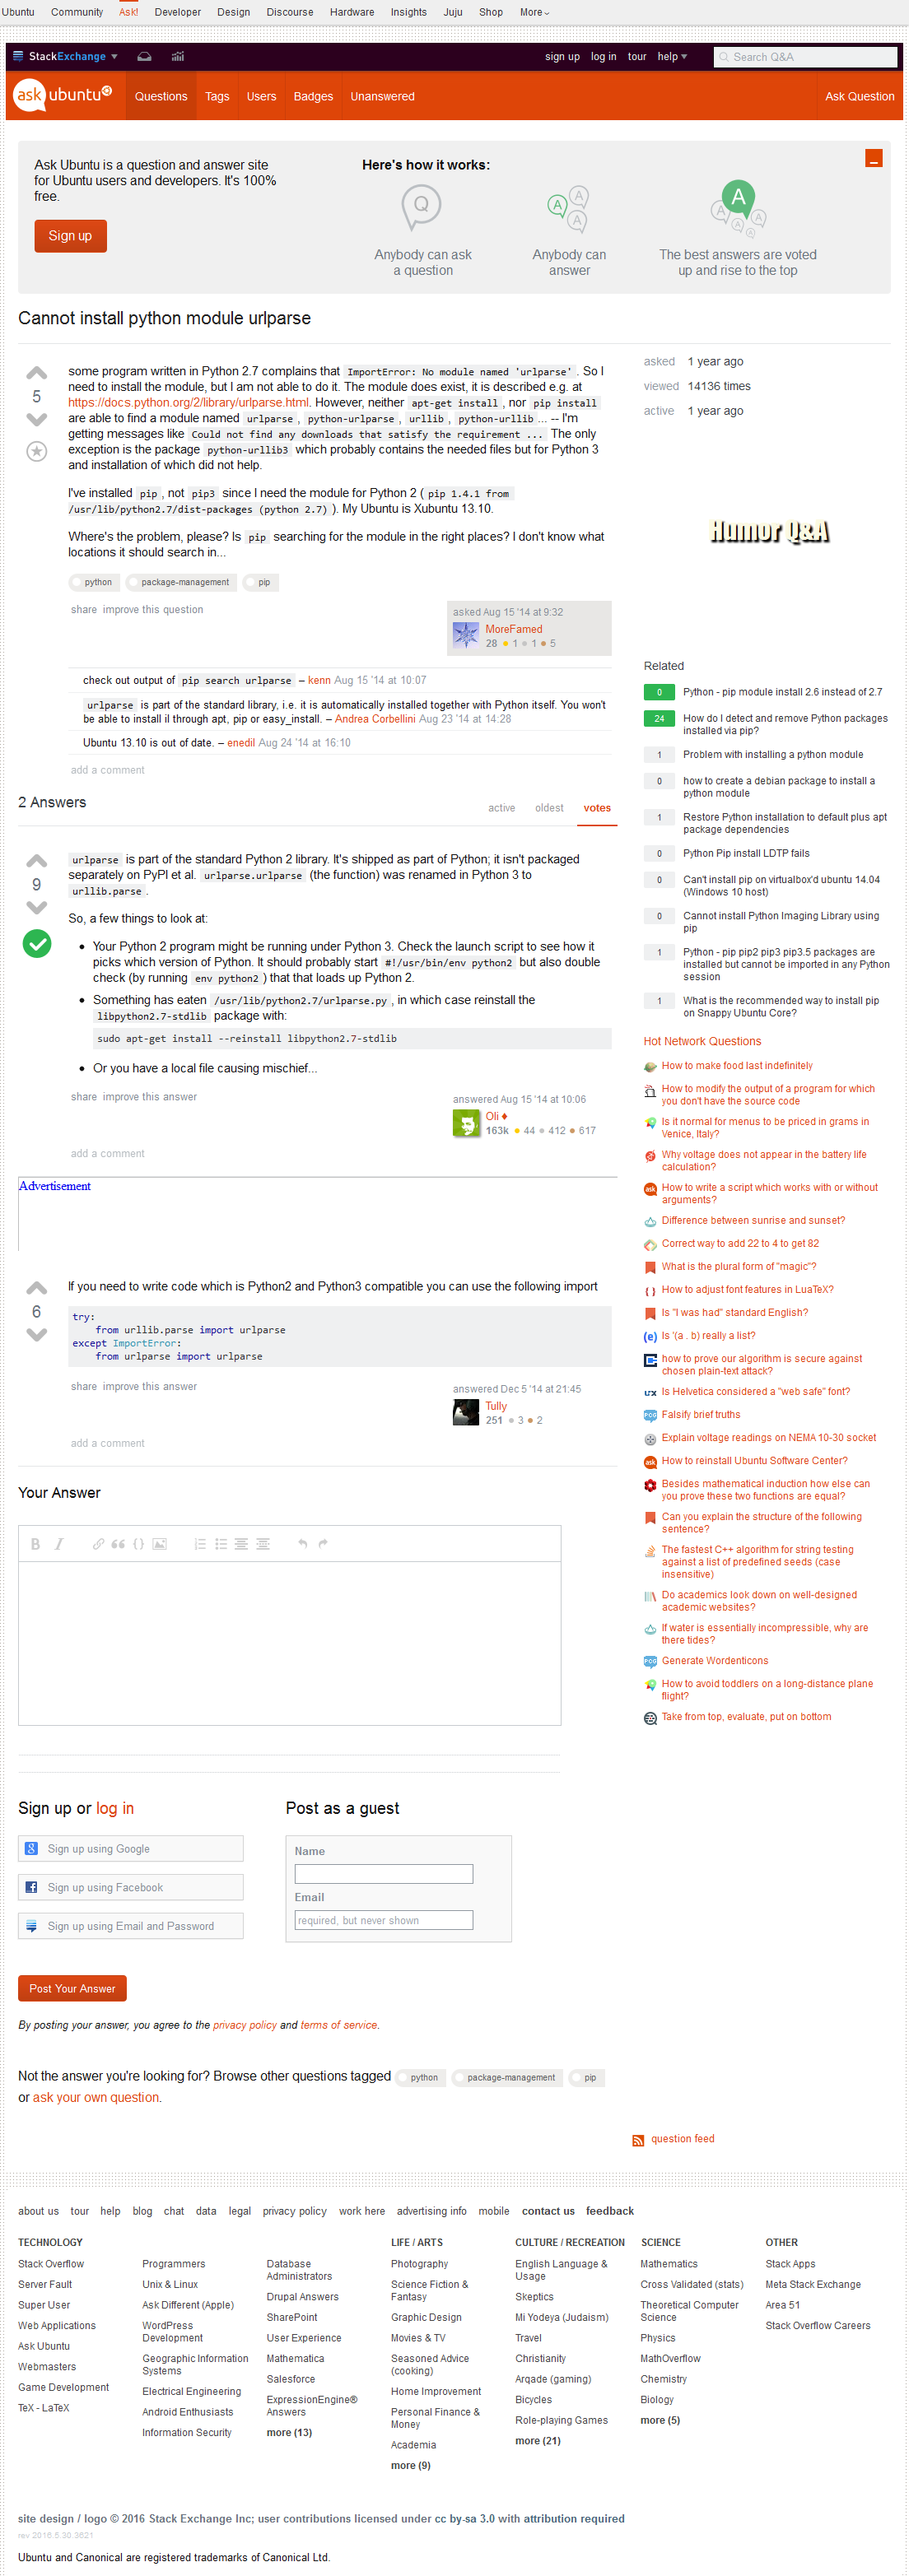 Ubuntu Community Ask! Developer Design Discourse Hardware Insights Juju Shop More
StackExchange sign up log in tour help Search Q&A
ask ubuntu Questions Tags Users Badges Unanswered Ask Question
Ask Ubuntu is a question and answer site
for Ubuntu users and developers. It's 100%
free.
Sign up
Here's how it works:
Q
Anybody can ask
a question
A
A
A
Anybody can
answer
A
A
A
A
A
The best answers are voted
up and rise to the top
Cannot install python module urlparse
5
some program written in Python 2.7 complains that ImportError: No module named 'urlparse' . So I
need to install the module, but I am not able to do it. The module does exist, it is described e.g. at
https://docs.python.org/2/library/urlparse.html. However, neither apt-get install , nor pip install
are able to find a module named urlparse , python-urlparse , urllib , python-urllib ... -- I'm
getting messages like Could not find any downloads that satisfy the requirement ... The only
exception is the package python-urllib3 which probably contains the needed files but for Python 3
and installation of which did not help.
I've installed pip , not pip3 since I need the module for Python 2 ( pip 1.4.1 from
/usr/lib/python2.7/dist-packages (python 2.7) ). My Ubuntu is Xubuntu 13.10.
Where's the problem, please? Is pip searching for the module in the right places? I don't know what
locations it should search in...
python package-management pip
share improve this question
asked Aug 15 '14 at 9:32
MoreFamed
28 1 1 5
check out output of pip search urlparse – kenn Aug 15 '14 at 10:07
urlparse is part of the standard library, i.e. it is automatically installed together with Python itself. You won't
be able to install il through apt, pip or easy_install. – Andrea Corbellini Aug 23 '14 at 14:28
Ubuntu 13.10 is out of date. – enedil Aug 24 '14 at 16:10
add a comment
2 Answers
active oldest votes
9
urlparse is part of the standard Python 2 library. It's shipped as part of Python; it isn't packaged
separately on PyPI et al. urlparse.urlparse (the function) was renamed in Python 3 to
urllib.parse .
So, a few things to look at:
• Your Python 2 program might be running under Python 3. Check the launch script to see how it
picks which version of Python. It should probably start #!/usr/bin/env python2 but also double
check (by running env python2 ) that that loads up Python 2.
• Something has eaten /usr/lib/python2.7/urlparse.py , in which case reinstall the
libpython2.7-stdlib package with:
sudo apt-get install --reinstall libpython2.7-stdlib
• Or you have a local file causing mischief...
share improve this answer
answered Aug 15 '14 at 10:06
Oli ♦
163k 44 412 617
add a comment
Advertisement
6
If you need to write code which is Python2 and Python3 compatible you can use the following import
try:
from urllib.parse import urlparse
except ImportError:
from urlparse import urlparse
share improve this answer
answered Dec 5 '14 at 21:45
Tully
251 3 2
add a comment
Your Answer
B I
Sign up or log in
Sign up using Google
Sign up using Facebook
Sign up using Email and Password
Post as a guest
Name
Email
required, but never shown
Post Your Answer
By posting your answer, you agree to the privacy policy and terms of service.
Not the answer you're looking for? Browse other questions tagged python package-management pip
or ask your own question.
asked 1 year ago
viewed 14136 times
active 1 year ago
Humor Q&A
Related
0 Python - pip module install 2.6 instead of 2.7
24 How do I detect and remove Python packages
installed via pip?
1 Problem with installing a python module
0 how to create a debian package to install a
python module
1 Restore Python installation to default plus apt
package dependencies
0 Python Pip install LDTP fails
0 Can't install pip on virtualbox'd ubuntu 14.04
(Windows 10 host)
0 Cannot install Python Imaging Library using
pip
1 Python - pip pip2 pip3 pip3.5 packages are
installed but cannot be imported in any Python
session
1 What is the recommended way to install pip
on Snappy Ubuntu Core?
Hot Network Questions
How to make food last indefinitely
How to modify the output of a program for which
you don't have the source code
Is it normal for menus to be priced in grams in
Venice, Italy?
Why voltage does not appear in the battery life
calculation?
How to write a script which works with or without
arguments?
Difference between sunrise and sunset?
Correct way to add 22 to 4 to get 82
What is the plural form of "magic"?
How to adjust font features in LuaTeX?
Is "I was had" standard English?
Is '(a . b) really a list?
how to prove our algorithm is secure against
chosen plain-text attack?
Is Helvetica considered a "web safe" font?
Falsify brief truths
Explain voltage readings on NEMA 10-30 socket
How to reinstall Ubuntu Software Center?
Besides mathematical induction how else can
you prove these two functions are equal?
Can you explain the structure of the following
sentence?
The fastest C++ algorithm for string testing
against a list of predefined seeds (case
insensitive)
Do academics look down on well-designed
academic websites?
If water is essentially incompressible, why are
there tides?
Generate Wordenticons
How to avoid toddlers on a long-distance plane
flight?
Take from top, evaluate, put on bottom
question feed
about us tour help blog chat data legal privacy policy work here advertising info mobile contact us feedback
TECHNOLOGY
Stack Overflow
Server Fault
Super User
Web Applications
Ask Ubuntu
Webmasters
Game Development
TeX - LaTeX
Programmers
Unix & Linux
Ask Different (Apple)
WordPress
Development
Geographic Information
Systems
Electrical Engineering
Android Enthusiasts
Information Security
Database
Administrators
Drupal Answers
SharePoint
User Experience
Mathematica
Salesforce
ExpressionEngine®
Answers
more (13)
LIFE / ARTS
Photography
Science Fiction &
Fantasy
Graphic Design
Movies & TV
Seasoned Advice
(cooking)
Home Improvement
Personal Finance &
Money
Academia
more (9)
CULTURE / RECREATION
English Language &
Usage
Skeptics
Mi Yodeya (Judaism)
Travel
Christianity
Arqade (gaming)
Bicycles
Role-playing Games
more (21)
SCIENCE
Mathematics
Cross Validated (stats)
Theoretical Computer
Science
Physics
MathOverflow
Chemistry
Biology
more (5)
OTHER
Stack Apps
Meta Stack Exchange
Area 51
Stack Overflow Careers
site design / logo © 2016 Stack Exchange Inc; user contributions licensed under cc by-sa 3.0 with attribution required
rev 2016.5.30.3621
Ubuntu and Canonical are registered trademarks of Canonical Ltd.